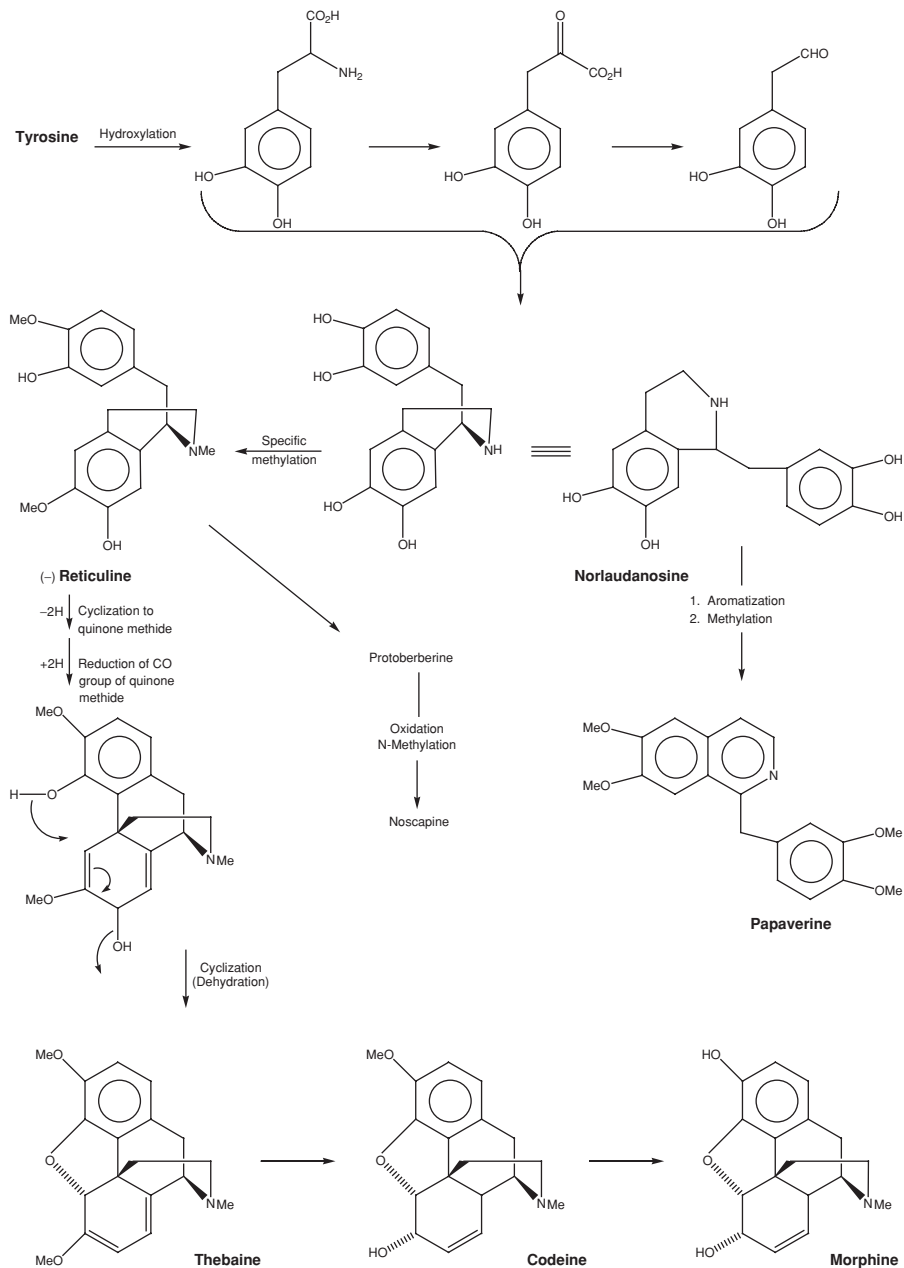 CO₂H
NH₂
HO
OH
O
CO₂H
HO
OH
CHO
HO
OH
Tyrosine
Hydroxylation
MeO
HO
NMe
MeO
OH
Specific
methylation
HO
HO
NH
HO
OH
NH
HO
OH
OH
OH
(–) Reticuline
Norlaudanosine
–2H
Cyclization to
quinone methide
+2H
Reduction of CO
group of quinone
methide
Protoberberine
Oxidation
N-Methylation
Noscapine
1. Aromatization
2. Methylation
MeO
H
O
NMe
MeO
OH
MeO
MeO
N
OMe
OMe
Papaverine
Cyclization
(Dehydration)
MeO
O
NMe
MeO
Thebaine
MeO
O
NMe
HO
Codeine
HO
O
NMe
HO
Morphine